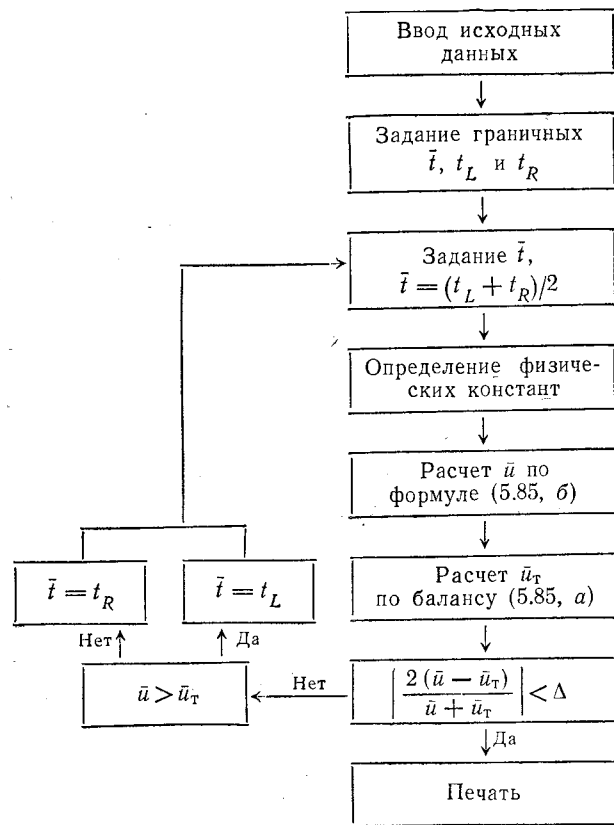 Ввод исходных
данных
Задание граничных
t̄, t_L и t_R
Задание t̄,
t̄ = (t_L + t_R)/2
Определение физиче-
ских констант
Расчет ū по
формуле (5.85, б)
Расчет ū_т
по балансу (5.85, а)
| 2 (ū − ū_т) / ū + ū_т | < Δ
Нет
Да
ū > ū_т
Нет
Да
t̄ = t_R
t̄ = t_L
Печать